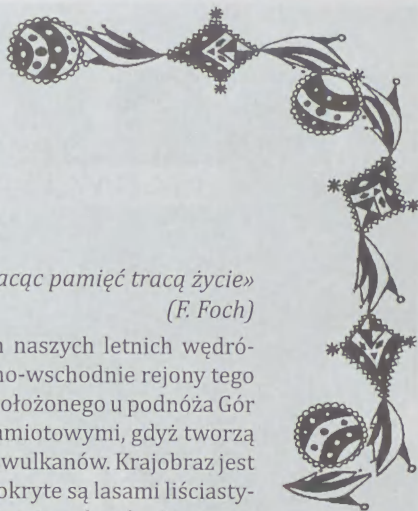 acąc pamięć tracą życie»
(F. Foch)
naszych letnich wędró-
no-wschodnie rejony tego
ołożonego u podnóża Gór
amiotowymi, gdyż tworzą
wulkanów. Krajobraz jest
okryte są lasami liściasty-